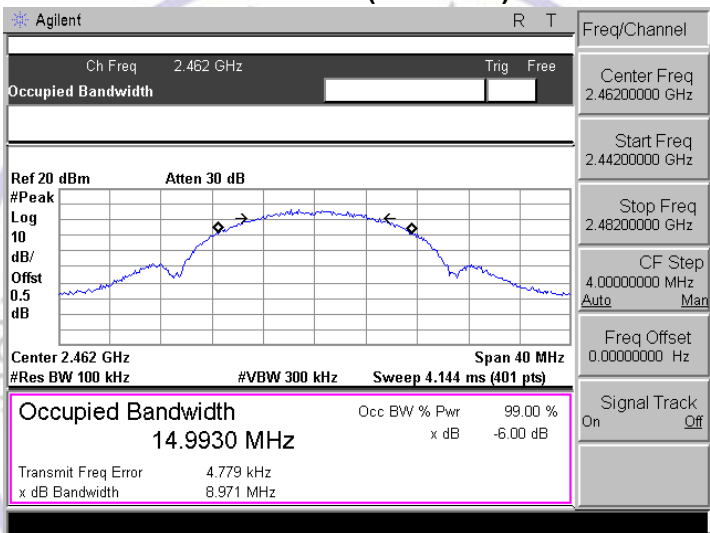 Agilent R T
Ch Freq 2.462 GHz Trig Free
Occupied Bandwidth
Ref 20 dBm Atten 30 dB
#Peak
Log
10
dB/
Offst
0.5
dB
Center 2.462 GHz Span 40 MHz
#Res BW 100 kHz #VBW 300 kHz Sweep 4.144 ms (401 pts)
Occupied Bandwidth Occ BW % Pwr 99.00 %
14.9930 MHz x dB -6.00 dB
Transmit Freq Error 4.779 kHz
x dB Bandwidth 8.971 MHz
Freq/Channel
Center Freq
2.46200000 GHz
Start Freq
2.44200000 GHz
Stop Freq
2.48200000 GHz
CF Step
4.00000000 MHz
Auto Man
Freq Offset
0.00000000 Hz
Signal Track
On Off